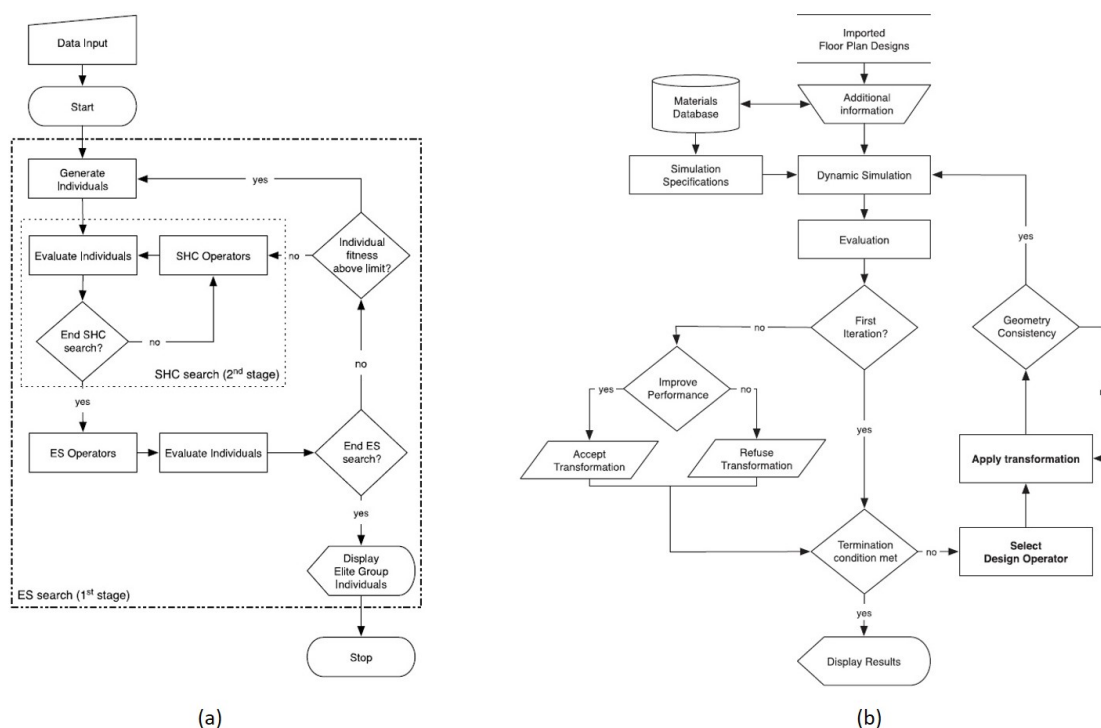 Data Input
Start
Generate
Individuals
yes
Evaluate Individuals
SHC Operators
no
Individual
fitness
above limit?
End SHC
search?
no
SHC search (2nd stage)
yes
no
ES Operators
Evaluate Individuals
End ES
search?
yes
Display
Elite Group
Individuals
ES search (1st stage)
Stop
(a)
Imported
Floor Plan Designs
Materials
Database
Additional
information
Simulation
Specifications
Dynamic Simulation
yes
Evaluation
First
Iteration?
Geometry
Consistency
no
Improve
Performance
yes
no
Accept
Transformation
Refuse
Transformation
yes
Apply transformation
Termination
condition met
no
Select
Design Operator
yes
Display Results
(b)